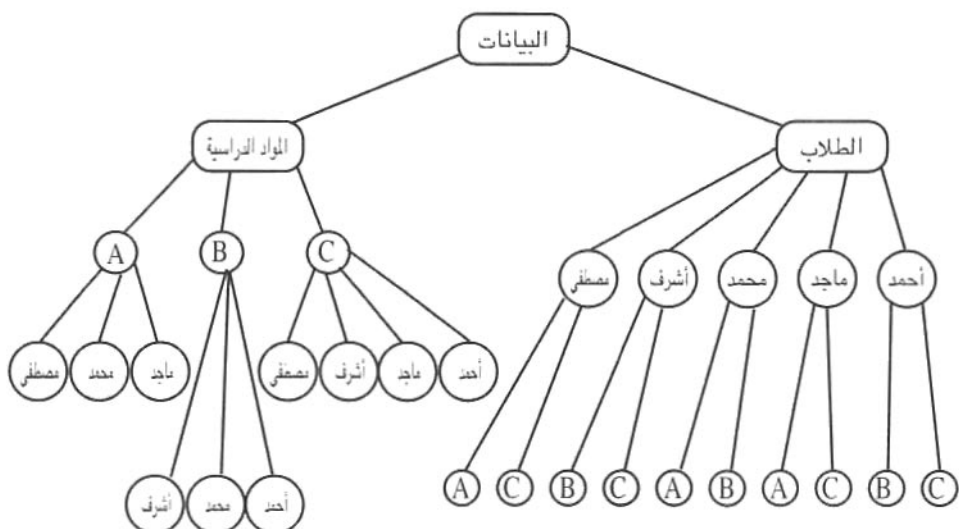 البيانات
المواد الدراسية
الطلاب
A
B
C
أحمد
ماجد
محمد
أشرف
مصطفى
مصطفى
محمد
ماجد
مصطفى
أشرف
ماجد
أحمد
A
C
B
C
A
B
A
C
B
C
أشرف
محمد
أحمد